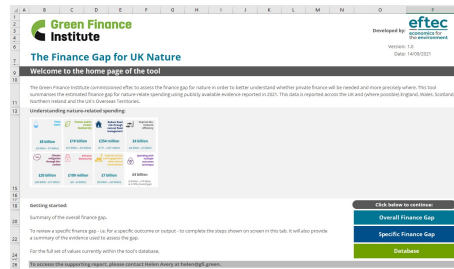 A B C D E F G H I J K L M N O P
Green Finance
Institute
Developed by:
eftec
economics for
the environment
Version: 1.0
Date: 14/09/2021
The Finance Gap for UK Nature
Welcome to the home page of the tool
The Green Finance Institute commissioned eftec to assess the finance gap for nature in order to better understand whether private finance will be needed and more precisely where. This tool
summarises the estimated finance gap for nature-relate spending using publicly available evidence reported in 2021. This data is reported across the UK and (where possible) England, Wales, Scotland,
Northern Ireland and the UK's Overseas Territories.
Understanding nature-related spending:
Getting started:
Click below to continue:
Summary of the overall finance gap.
Overall Finance Gap
To review a specific finance gap - i.e. for a specific outcome or output - to complete the steps shown on screen in this tab. It will also provide
a summary of the evidence used to assess the gap.
Specific Finance Gap
For the full set of values currently within the tool's database.
Database
To access the supporting report, please contact Helen Avery at helen@gfi.green.